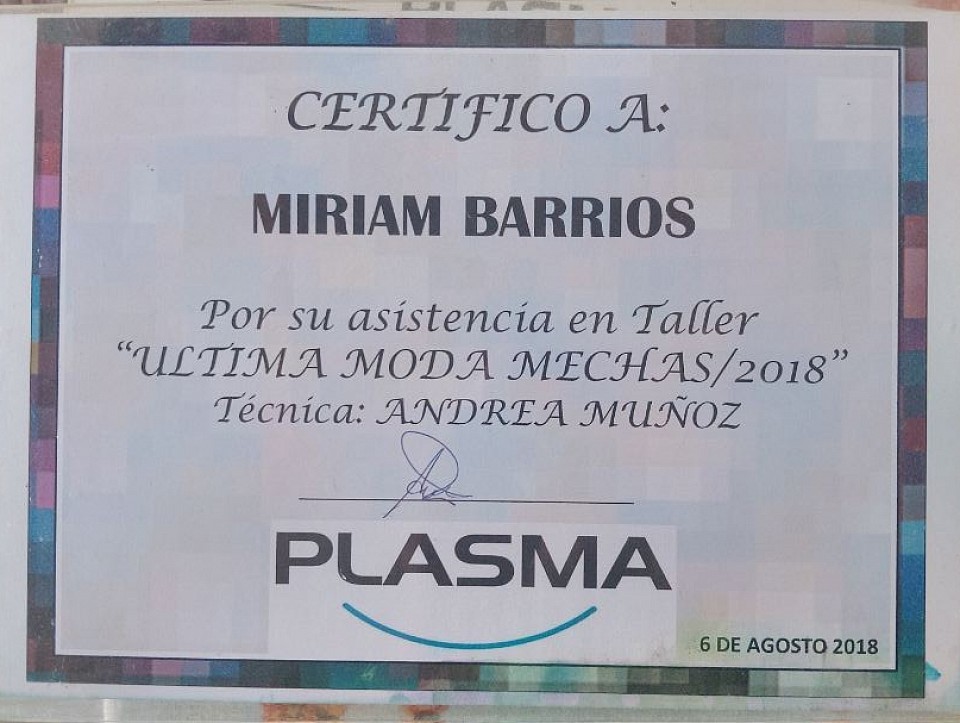 CERTIFICO A:
MIRIAM BARRIOS
Por su asistencia en Taller
“ULTIMA MODA MECHAS/2018”
Técnica: ANDREA MUÑOZ
PLASMA
6 DE AGOSTO 2018